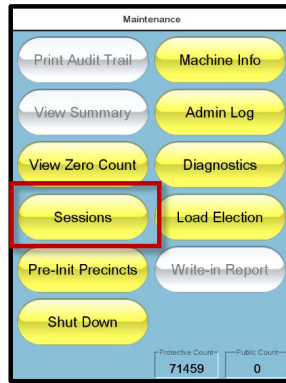 Maintenance
Print Audit Trail
Machine Info
View Summary
Admin Log
View Zero Count
Diagnostics
Sessions
Load Election
Pre-Init Precincts
Write-in Report
Shut Down
Protective Count
Public Count
71459
0